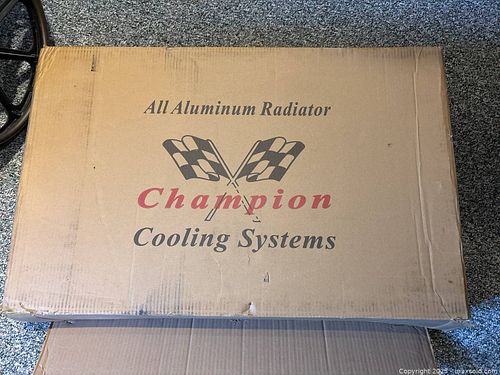 All Aluminum Radiator
Champion
Cooling Systems
Copyright 2025 - maxsold.com